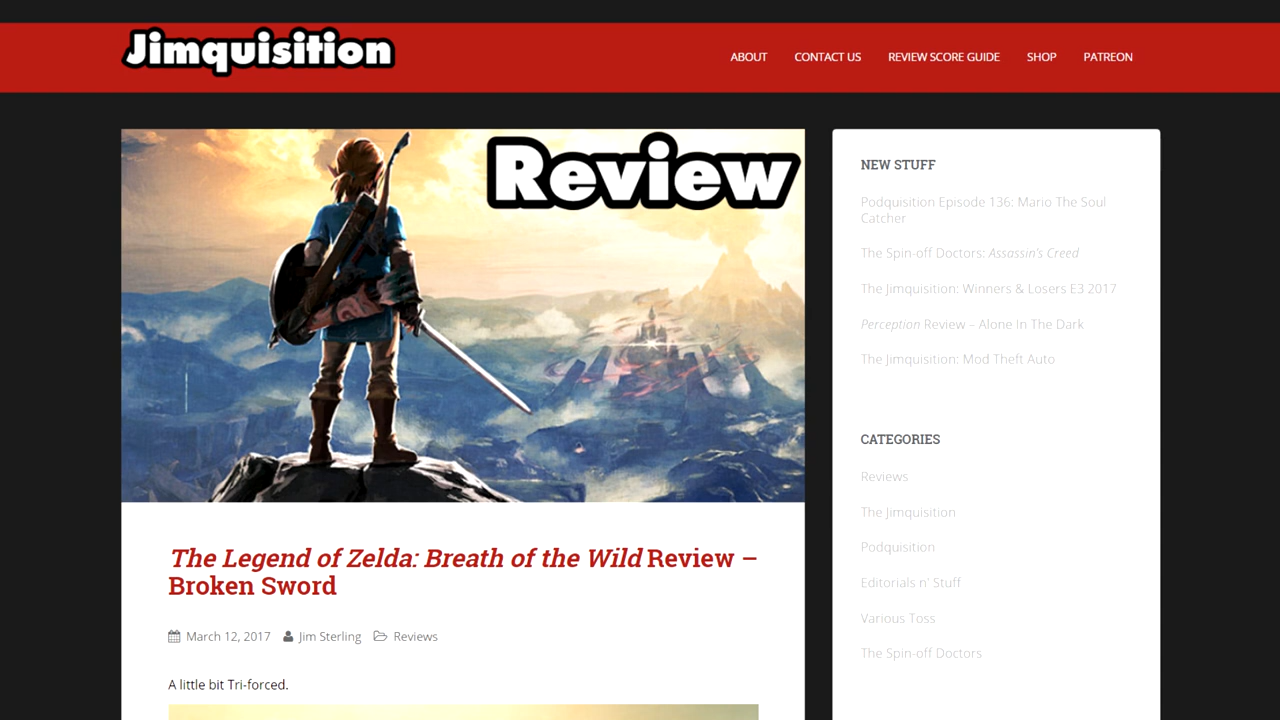 Jimquisition
ABOUT CONTACT US REVIEW SCORE GUIDE SHOP PATREON
Review
The Legend of Zelda: Breath of the Wild Review –
Broken Sword
March 12, 2017 Jim Sterling Reviews
A little bit Tri-forced.
NEW STUFF
Podquisition Episode 136: Mario The Soul
Catcher
The Spin-off Doctors: Assassin's Creed
The Jimquisition: Winners & Losers E3 2017
Perception Review – Alone In The Dark
The Jimquisition: Mod Theft Auto
CATEGORIES
Reviews
The Jimquisition
Podquisition
Editorials n' Stuff
Various Toss
The Spin-off Doctors